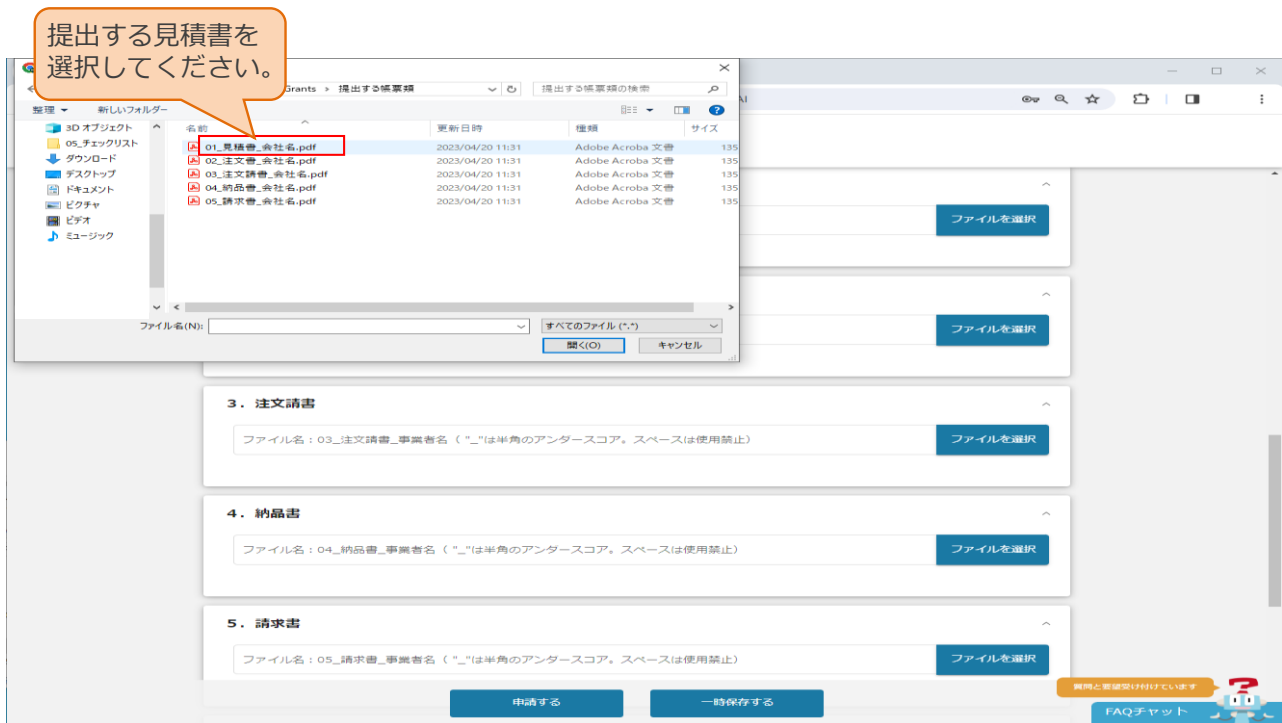 提出する見積書を
選択してください。
Grants › 提出する帳票類
提出する帳票類の検索
整理
新しいフォルダー
3D オブジェクト
05_チェックリスト
ダウンロード
デスクトップ
ドキュメント
ピクチャ
ビデオ
ミュージック
名前 更新日時 種類 サイズ
01_見積書_会社名.pdf 2023/04/20 11:31 Adobe Acroba 文書 135
02_注文書_会社名.pdf 2023/04/20 11:31 Adobe Acroba 文書 135
03_注文請書_会社名.pdf 2023/04/20 11:31 Adobe Acroba 文書 135
04_納品書_会社名.pdf 2023/04/20 11:31 Adobe Acroba 文書 135
05_請求書_会社名.pdf 2023/04/20 11:31 Adobe Acroba 文書 135
ファイル名(N):
すべてのファイル (*.*)
開く(O) キャンセル
AI
ファイルを選択
ファイルを選択
3. 注文請書
ファイル名:03_注文請書_事業者名( "_"は半角のアンダースコア。スペースは使用禁止)
ファイルを選択
4. 納品書
ファイル名:04_納品書_事業者名( "_"は半角のアンダースコア。スペースは使用禁止)
ファイルを選択
5. 請求書
ファイル名:05_請求書_事業者名( "_"は半角のアンダースコア。スペースは使用禁止)
ファイルを選択
申請する 一時保存する
質問と要望受け付けています
FAQチャット